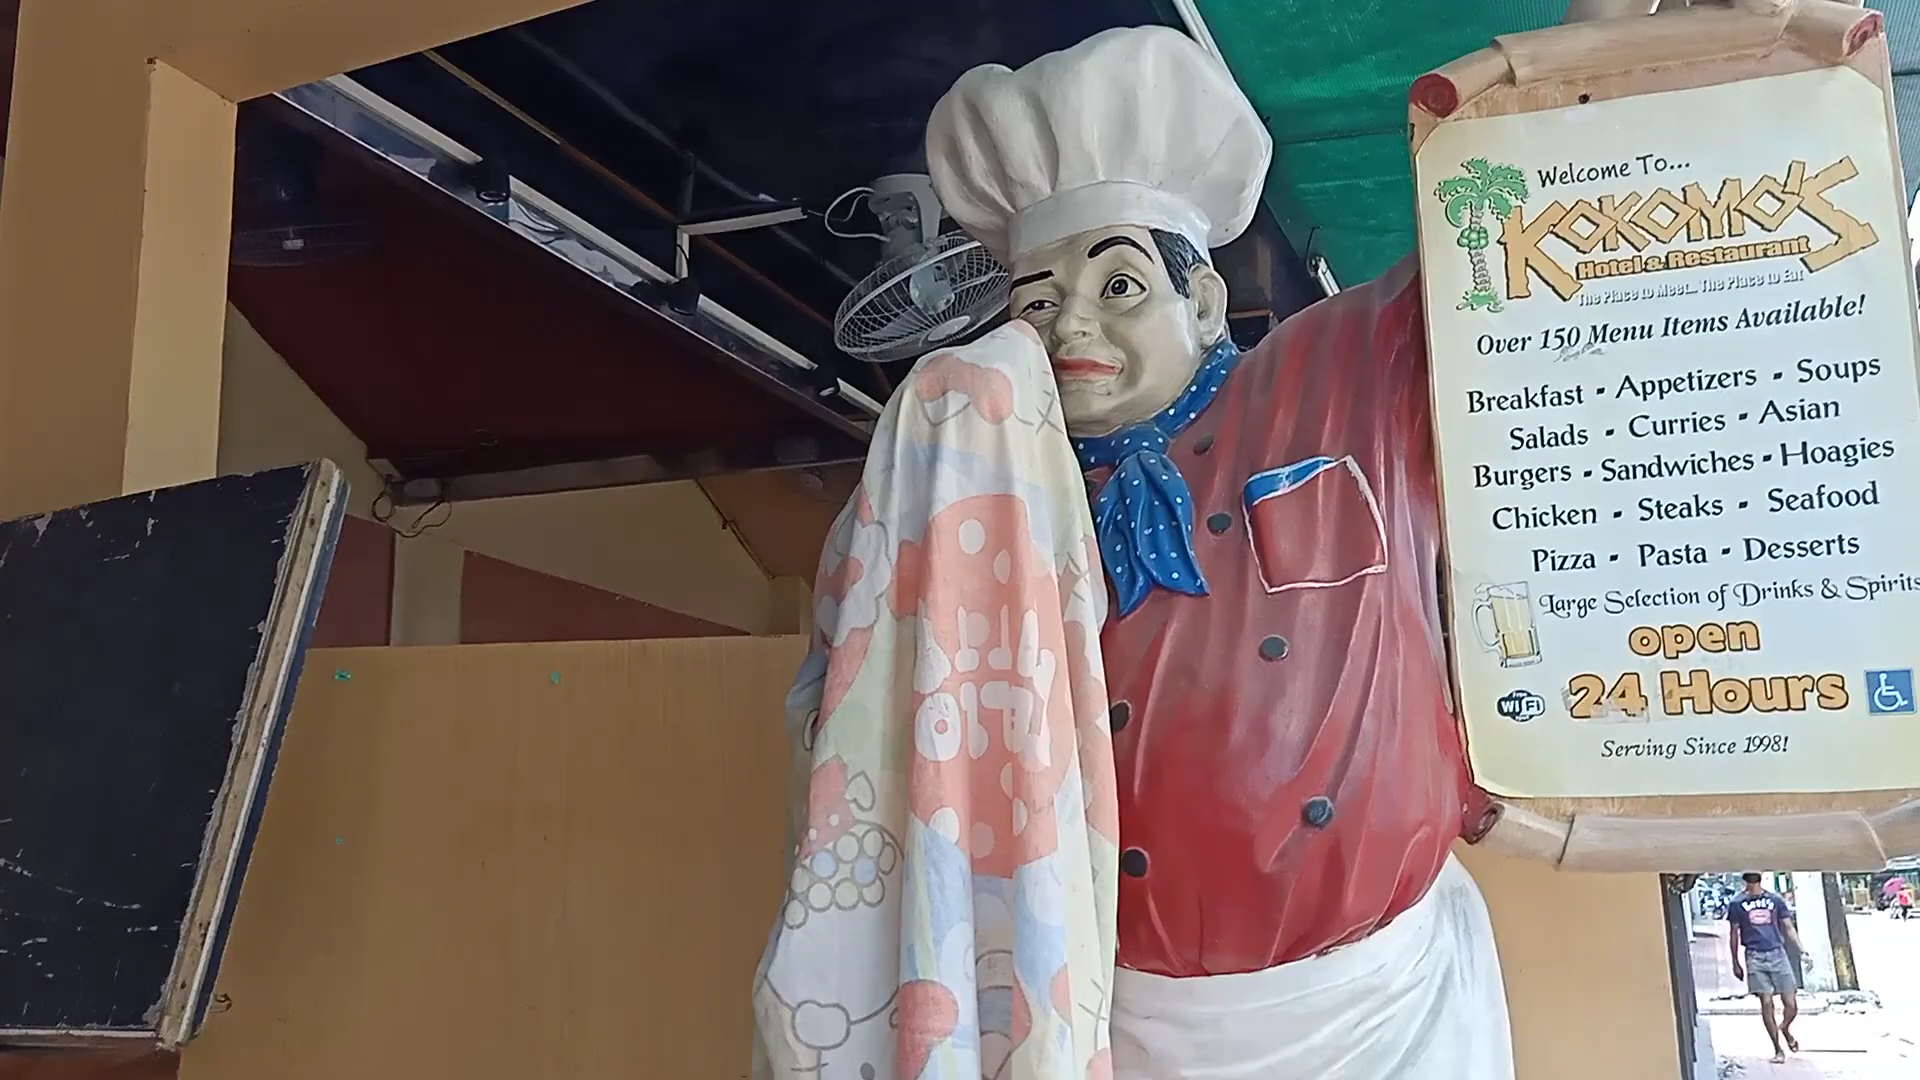 Welcome To...
KOKOMO'S
Hotel & Restaurant
The Place to Meet... The Place to Eat
Over 150 Menu Items Available!
Breakfast - Appetizers - Soups
Salads - Curries - Asian
Burgers - Sandwiches - Hoagies
Chicken - Steaks - Seafood
Pizza - Pasta - Desserts
Large Selection of Drinks & Spirits
open
24 Hours
Wi Fi
Serving Since 1998!